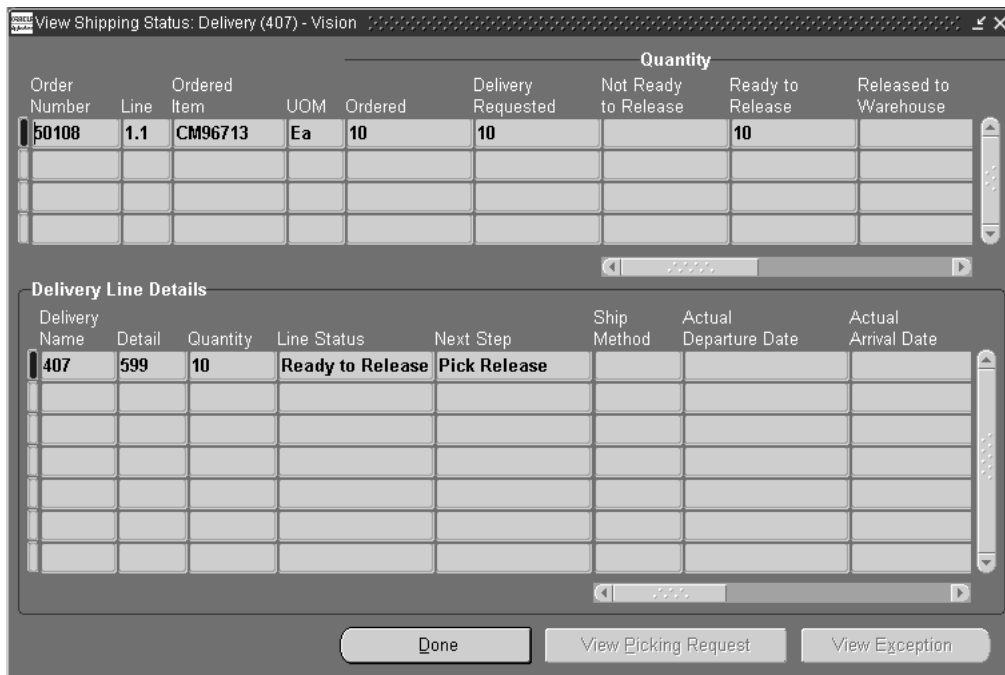 View Shipping Status: Delivery (407) - Vision
Quantity
Order Number Line Ordered Item UOM Ordered Delivery Requested Not Ready to Release Ready to Release Released to Warehouse
50108 1.1 CM96713 Ea 10 10 10
Delivery Line Details
Delivery Name Detail Quantity Line Status Next Step Ship Method Actual Departure Date Actual Arrival Date
407 599 10 Ready to Release Pick Release
Done View Picking Request View Exception